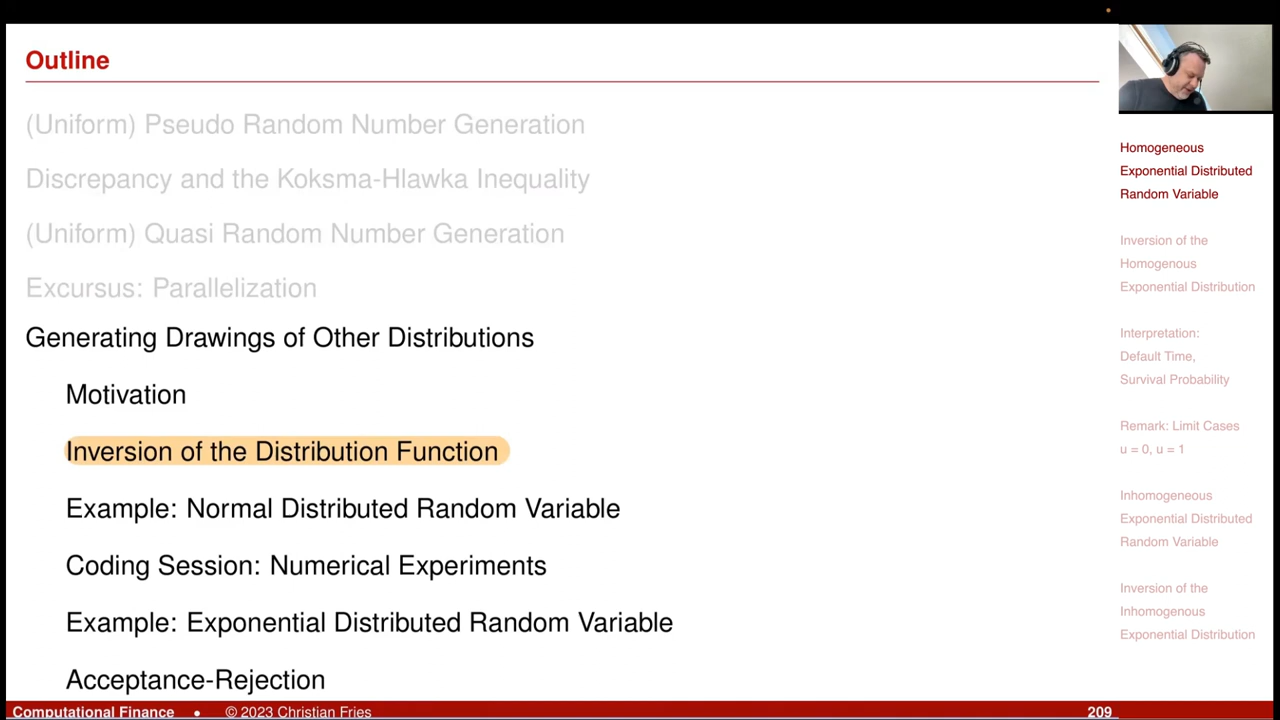 Outline
(Uniform) Pseudo Random Number Generation
Discrepancy and the Koksma-Hlawka Inequality
(Uniform) Quasi Random Number Generation
Excursus: Parallelization
Generating Drawings of Other Distributions
Motivation
Inversion of the Distribution Function
Example: Normal Distributed Random Variable
Coding Session: Numerical Experiments
Example: Exponential Distributed Random Variable
Acceptance-Rejection
Homogeneous
Exponential Distributed
Random Variable
Inversion of the
Homogenous
Exponential Distribution
Interpretation:
Default Time,
Survival Probability
Remark: Limit Cases
u = 0, u = 1
Inhomogeneous
Exponential Distributed
Random Variable
Inversion of the
Inhomogenous
Exponential Distribution
Computational Finance • © 2023 Christian Fries 209